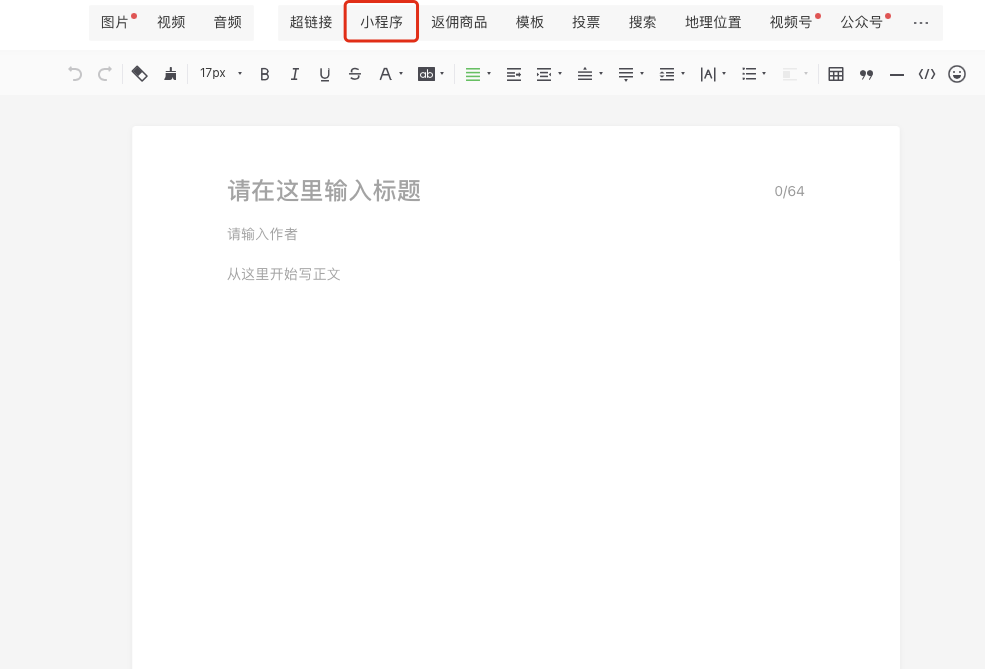 图片 视频 音频 超链接 小程序 返佣商品 模板 投票 搜索 地理位置 视频号 公众号 ...
17px B I U S A ab |A| </>
请在这里输入标题 0/64
请输入作者
从这里开始写正文